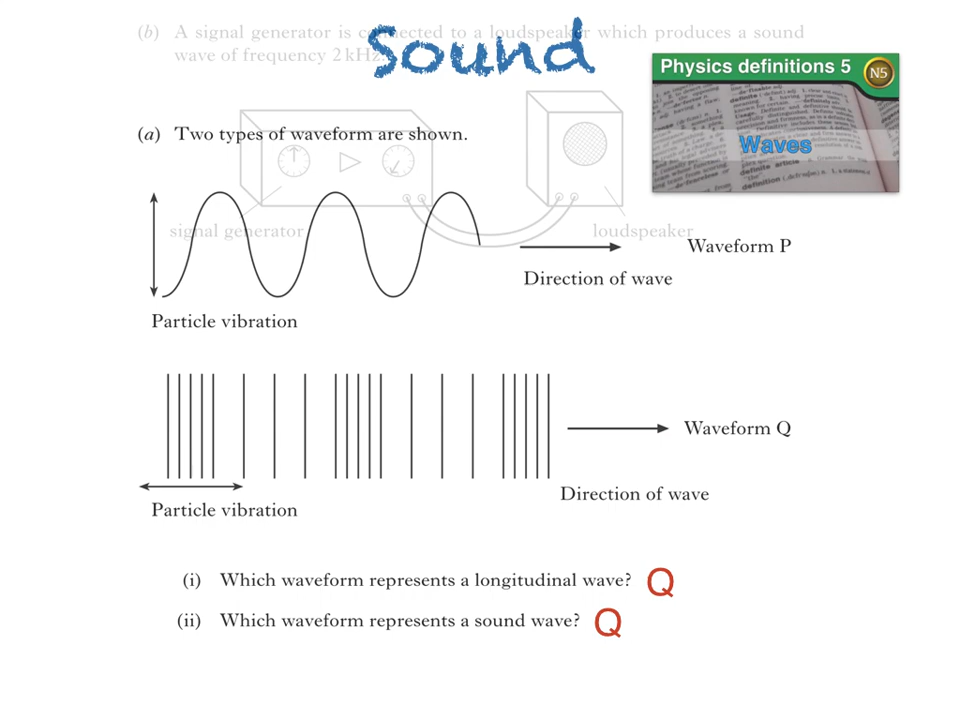 (b) A signal generator is connected to a loudspeaker which produces a sound
wave of frequency 2 kHz.
Sound
Physics definitions 5
N5
Waves
definite article
(a) Two types of waveform are shown.
signal generator
loudspeaker
Waveform P
Direction of wave
Particle vibration
Waveform Q
Direction of wave
Particle vibration
(i) Which waveform represents a longitudinal wave? Q
(ii) Which waveform represents a sound wave? Q